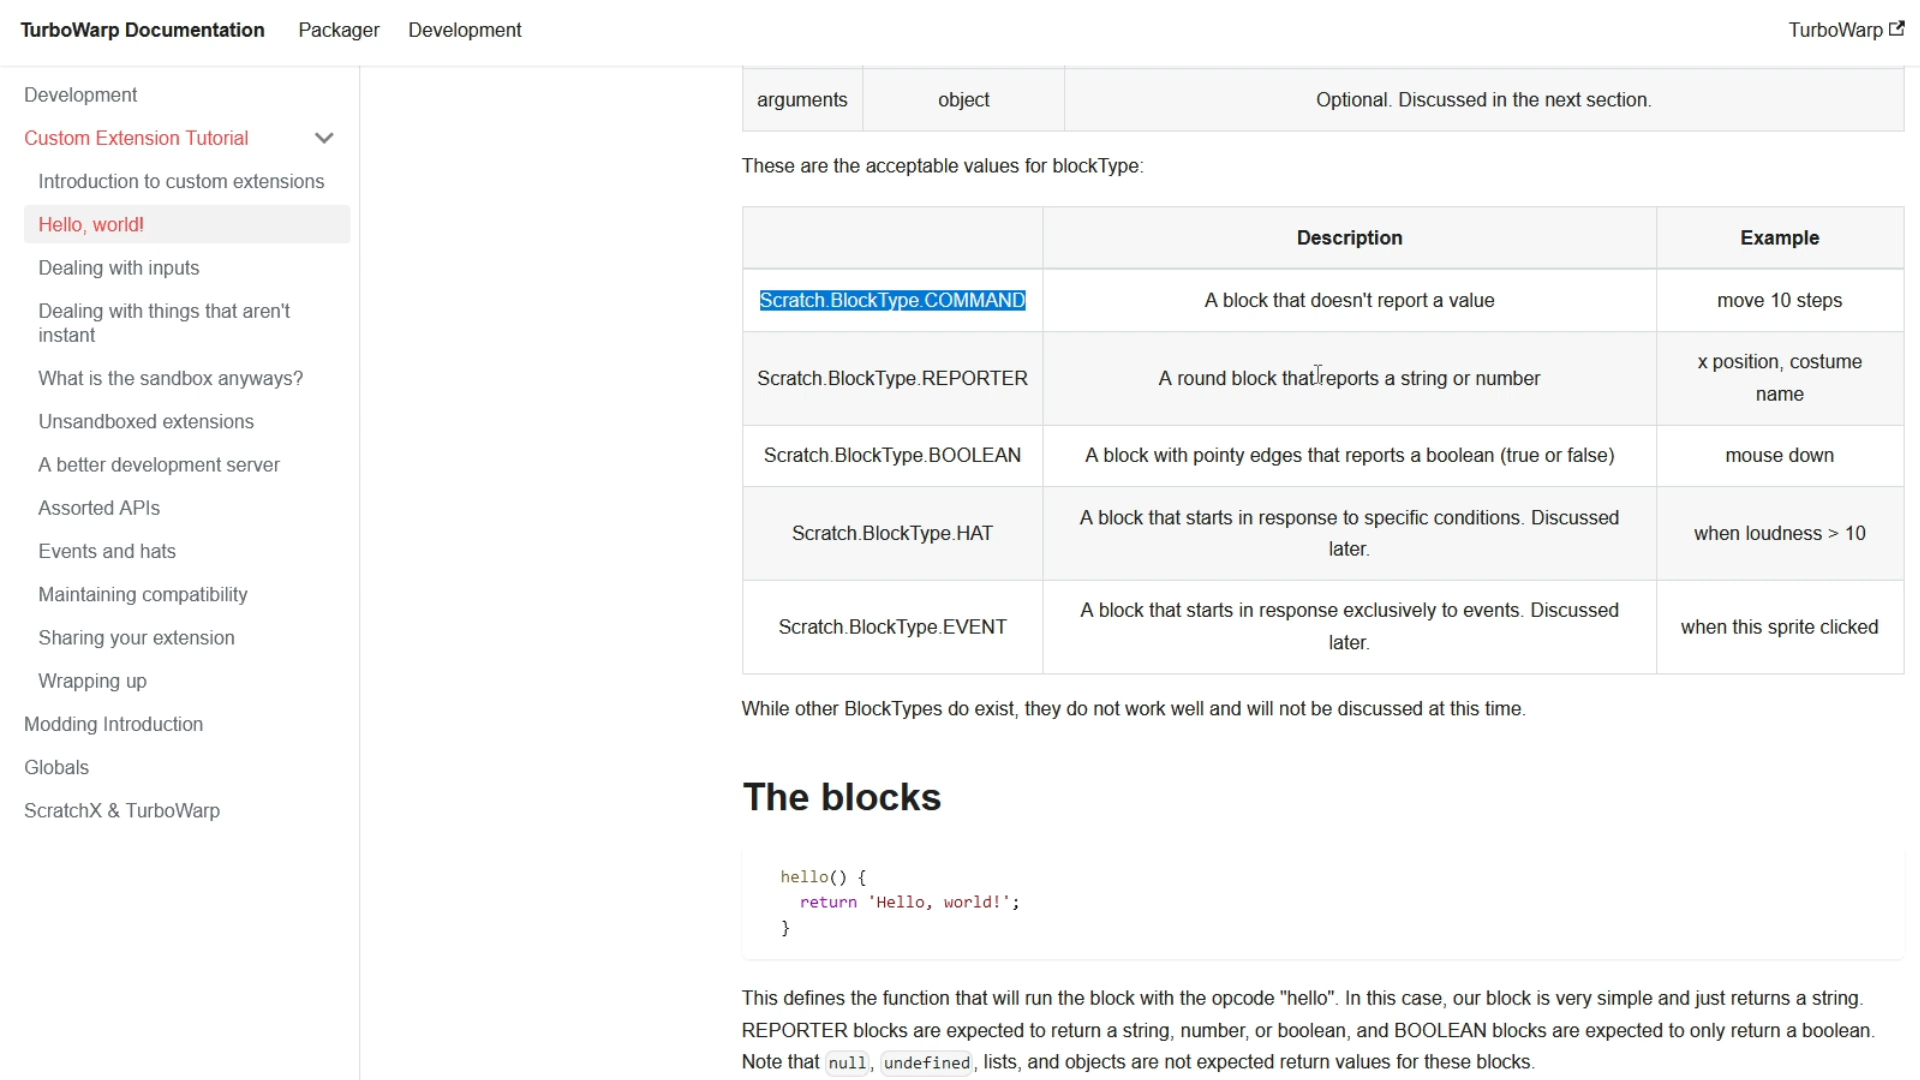 TurboWarp Documentation Packager Development TurboWarp
Development
Custom Extension Tutorial
Introduction to custom extensions
Hello, world!
Dealing with inputs
Dealing with things that aren't
instant
What is the sandbox anyways?
Unsandboxed extensions
A better development server
Assorted APIs
Events and hats
Maintaining compatibility
Sharing your extension
Wrapping up
Modding Introduction
Globals
ScratchX & TurboWarp
arguments object Optional. Discussed in the next section.
These are the acceptable values for blockType:
Description Example
Scratch.BlockType.COMMAND A block that doesn't report a value move 10 steps
Scratch.BlockType.REPORTER A round block that reports a string or number x position, costume
name
Scratch.BlockType.BOOLEAN A block with pointy edges that reports a boolean (true or false) mouse down
Scratch.BlockType.HAT A block that starts in response to specific conditions. Discussed
later. when loudness > 10
Scratch.BlockType.EVENT A block that starts in response exclusively to events. Discussed
later. when this sprite clicked
While other BlockTypes do exist, they do not work well and will not be discussed at this time.
The blocks
hello() {
return 'Hello, world!';
}
This defines the function that will run the block with the opcode "hello". In this case, our block is very simple and just returns a string.
REPORTER blocks are expected to return a string, number, or boolean, and BOOLEAN blocks are expected to only return a boolean.
Note that null, undefined, lists, and objects are not expected return values for these blocks.